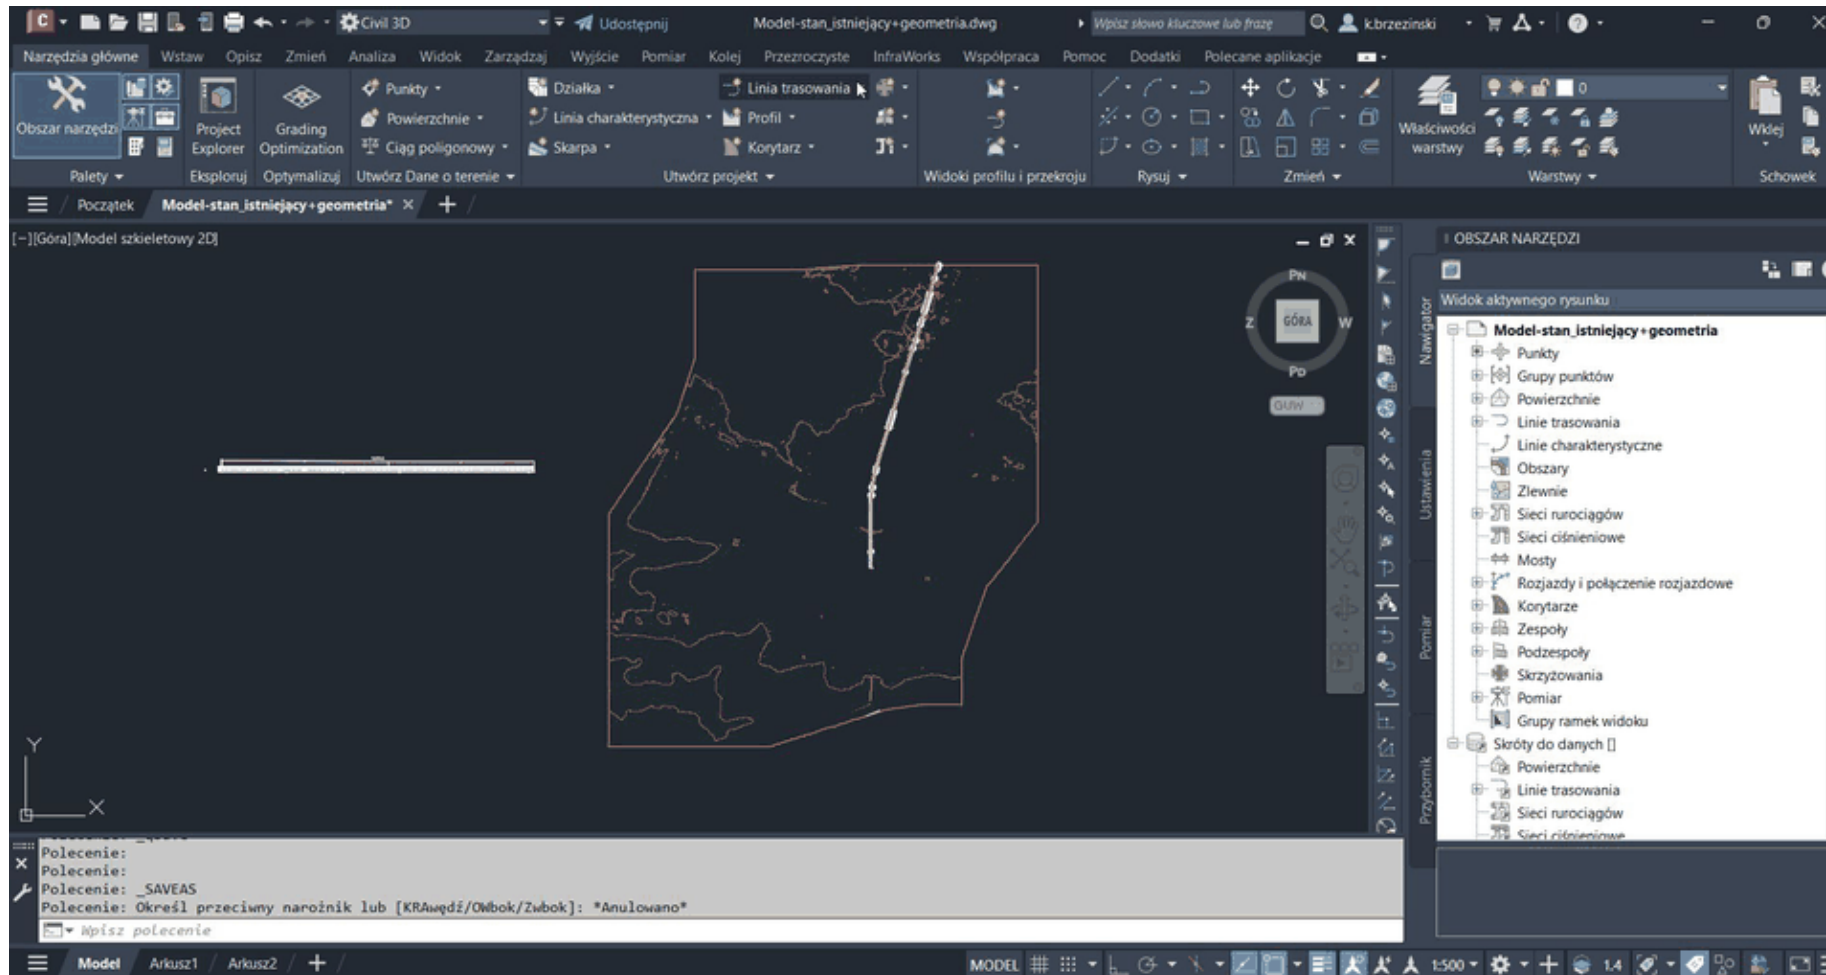 C Civil 3D Udostępnij Model-stan_istniejący+geometria.dwg Wpisz słowo kluczowe lub frazę k.brzezinski
Narzędzia główne Wstaw Opisz Zmień Analiza Widok Zarządzaj Wyjście Pomiar Kolej Przezroczyste InfraWorks Współpraca Pomoc Dodatki Polecane aplikacje
Punkty Działka Linia trasowania 0
Obszar narzędzi Project Explorer Grading Optimization Powierzchnie Linia charakterystyczna Profil Właściwości warstwy Wklej
Ciąg poligonowy Skarpa Korytarz
Palety Eksploruj Optymalizuj Utwórz Dane o terenie Utwórz projekt Widoki profilu i przekroju Rysuj Zmień Warstwy Schowek
Początek Model-stan_istniejący+geometria*
[−][Góra][Model szkieletowy 2D]
PN
Z GÓRA W
PD
GUW
Y
X
OBSZAR NARZĘDZI
Widok aktywnego rysunku
Nawigator
Ustawienia
Pomiar
Przybornik
Model-stan_istniejący+geometria
Punkty
Grupy punktów
Powierzchnie
Linie trasowania
Linie charakterystyczne
Obszary
Zlewnie
Sieci rurociągów
Sieci ciśnieniowe
Mosty
Rozjazdy i połączenie rozjazdowe
Korytarze
Zespoły
Podzespoły
Skrzyżowania
Pomiar
Grupy ramek widoku
Skróty do danych []
Powierzchnie
Linie trasowania
Sieci rurociągów
Sieci ciśnieniowe
Polecenie:
Polecenie:
Polecenie: _SAVEAS
Polecenie: Określ przeciwny narożnik lub [KRAwędź/OWbok/Zwbok]: *Anulowano*
Wpisz polecenie
Model Arkusz1 Arkusz2 MODEL 1:500 1.4